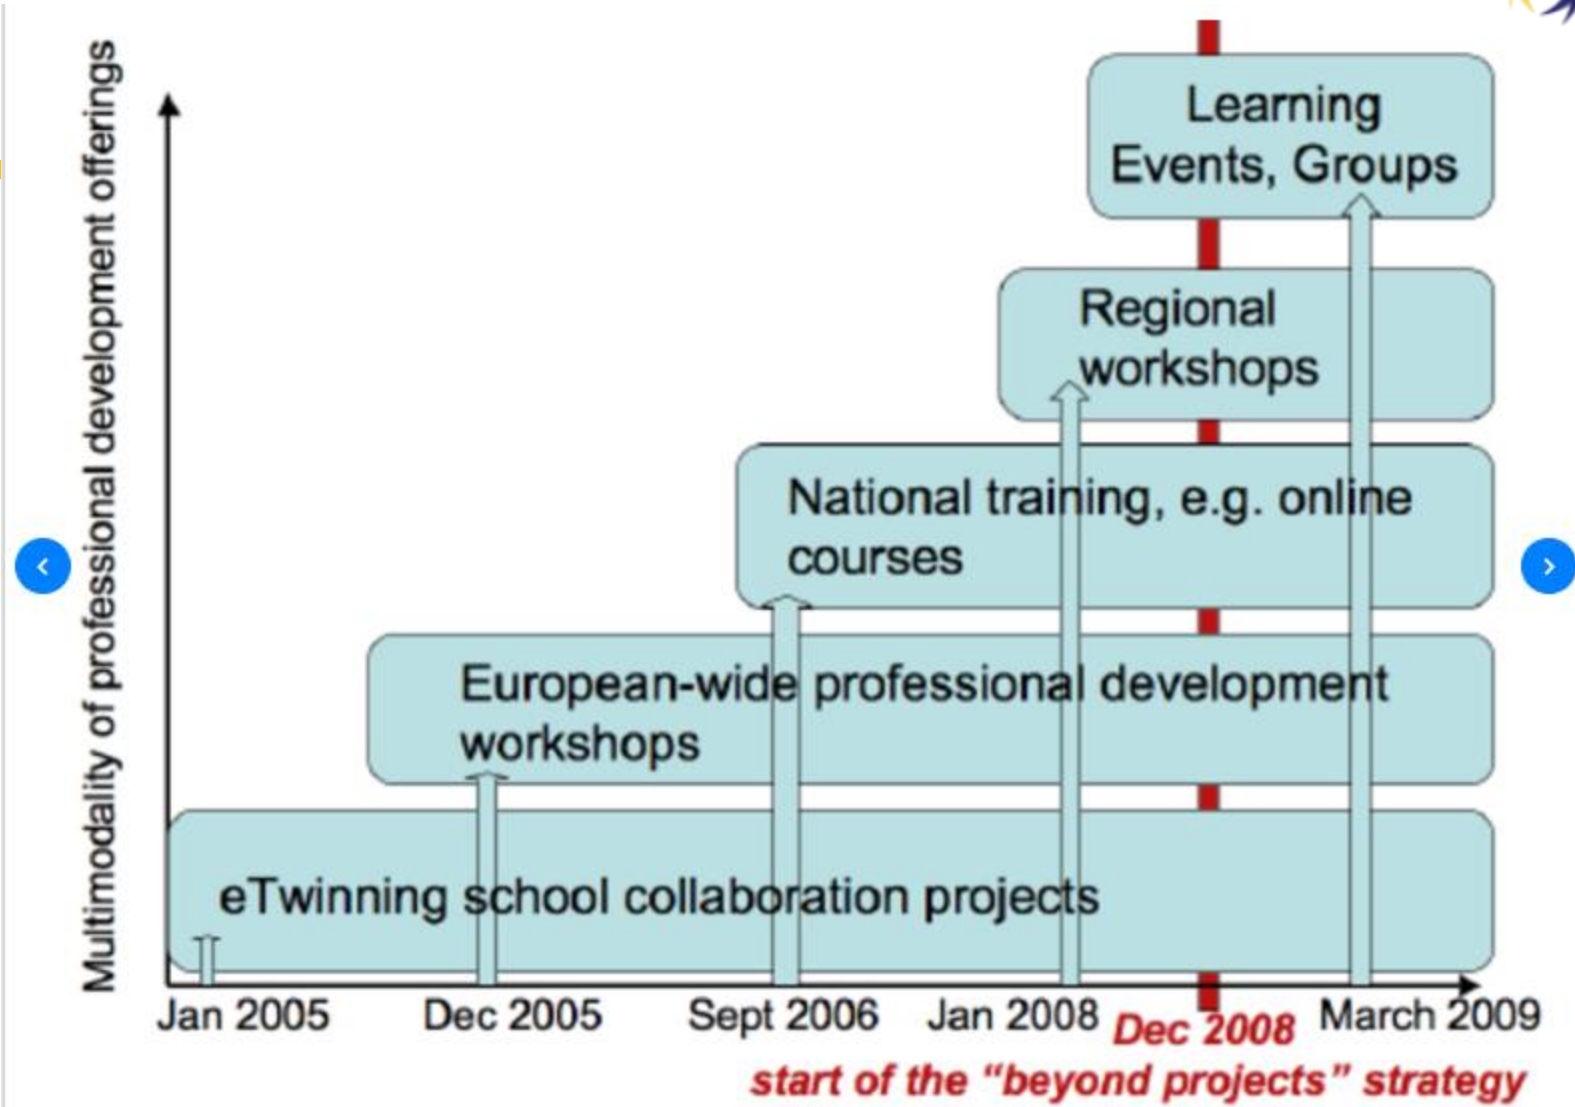 Multimodality of professional development offerings
Learning
Events, Groups
Regional
workshops
National training, e.g. online
courses
European-wide professional development
workshops
eTwinning school collaboration projects
Jan 2005
Dec 2005
Sept 2006
Jan 2008
Dec 2008
March 2009
start of the “beyond projects” strategy